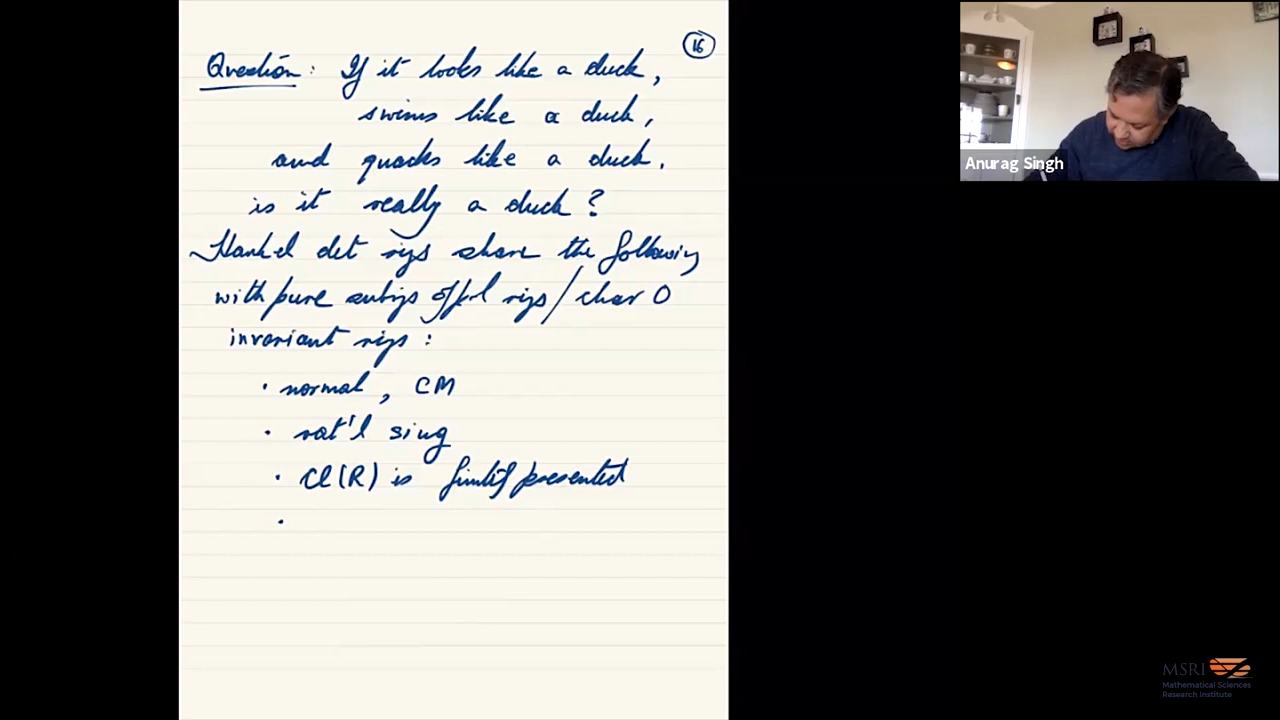 16
Question: If it looks like a duck,
swims like a duck,
and quacks like a duck,
is it really a duck?
Hankel det rigs share the following
with pure subrigs of pol rigs/char 0
invariant rigs:
· normal, CM
· rat'l sing
· Cl(R) is finitely presented
·
Anurag Singh
MSRI
Mathematical Sciences
Research Institute